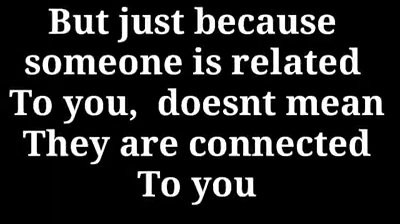 But just because
someone is related
To you, doesnt mean
They are connected
To you